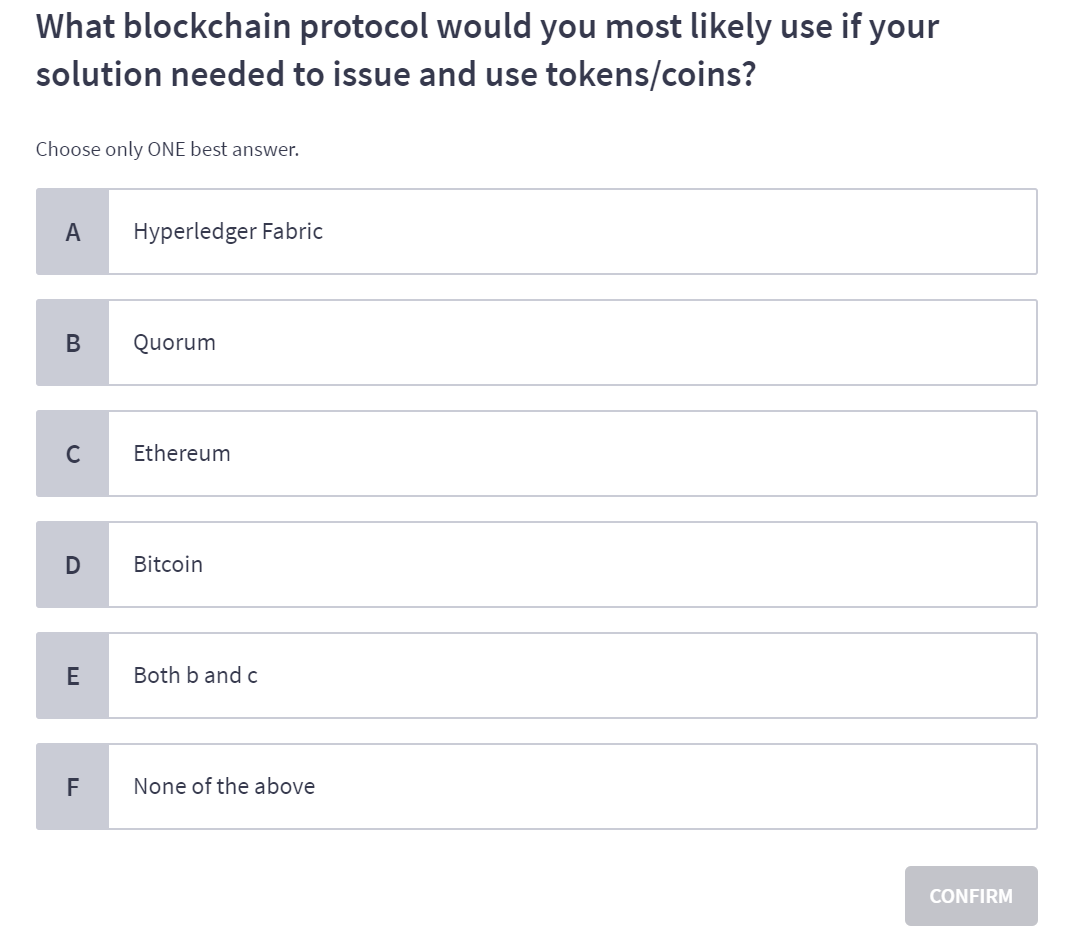 What blockchain protocol would you most likely use if your
solution needed to issue and use tokens/coins?
Choose only ONE best answer.
A Hyperledger Fabric
B Quorum
C Ethereum
D Bitcoin
E Both b and c
F None of the above
CONFIRM